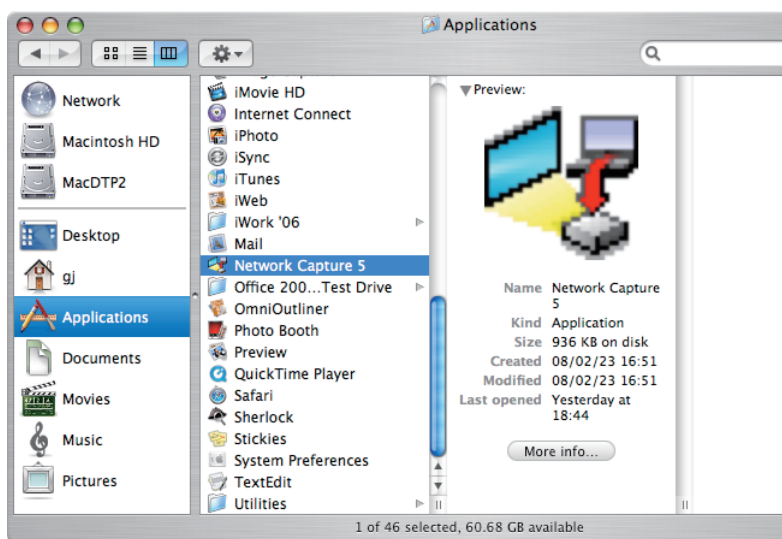 Applications
Network
Macintosh HD
MacDTP2
Desktop
gj
Applications
Documents
Movies
Music
Pictures
iMovie HD
Internet Connect
iPhoto
iSync
iTunes
iWeb
iWork '06
Mail
Network Capture 5
Office 200...Test Drive
OmniOutliner
Photo Booth
Preview
QuickTime Player
Safari
Sherlock
Stickies
System Preferences
TextEdit
Utilities
Preview:
Name Network Capture
5
Kind Application
Size 936 KB on disk
Created 08/02/23 16:51
Modified 08/02/23 16:51
Last opened Yesterday at
18:44
More info...
1 of 46 selected, 60.68 GB available